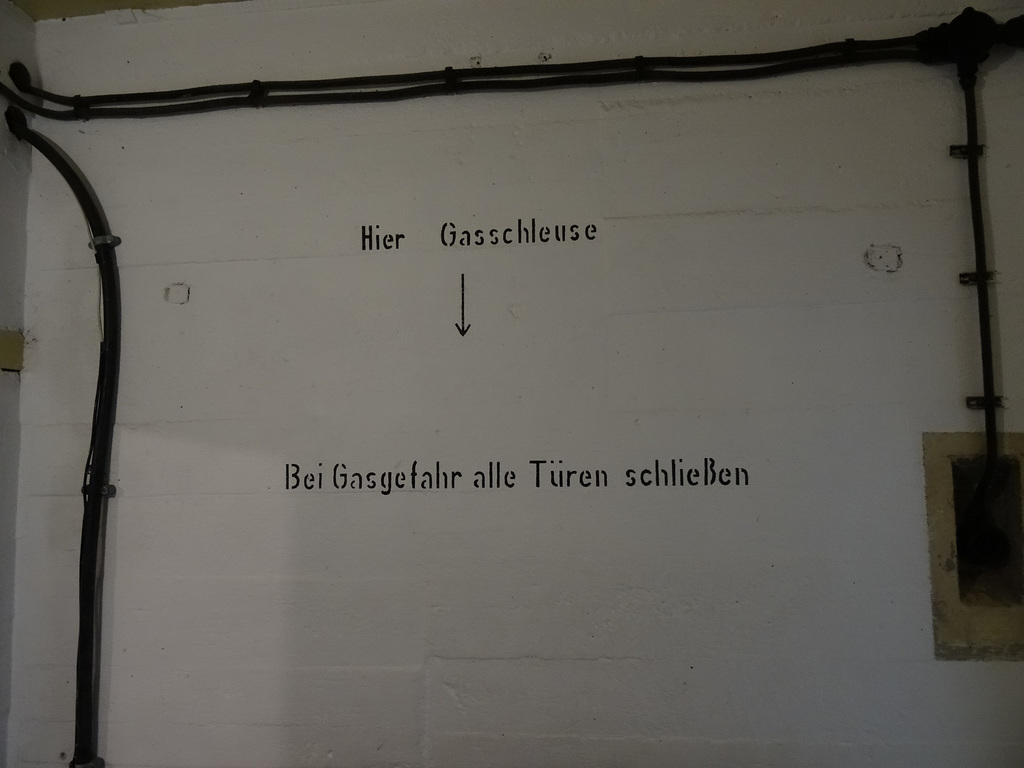 Hier Gasschleuse
Bei Gasgefahr alle Türen schließen